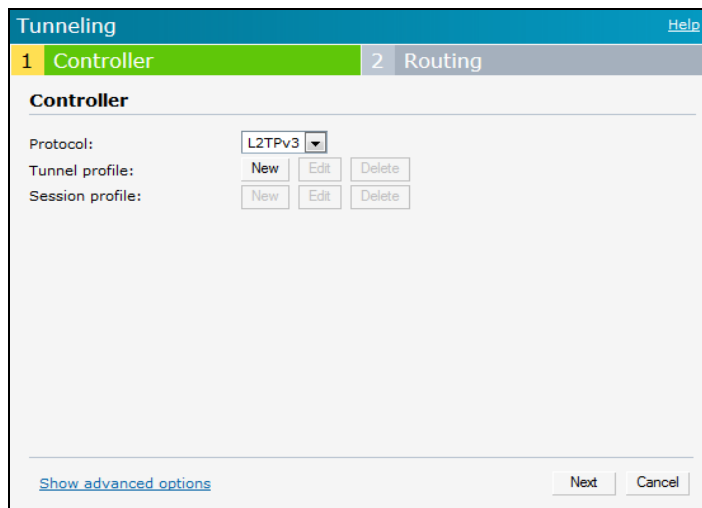 Tunneling Help
1 Controller 2 Routing
Controller
Protocol: L2TPv3
Tunnel profile: New Edit Delete
Session profile: New Edit Delete
Show advanced options Next Cancel